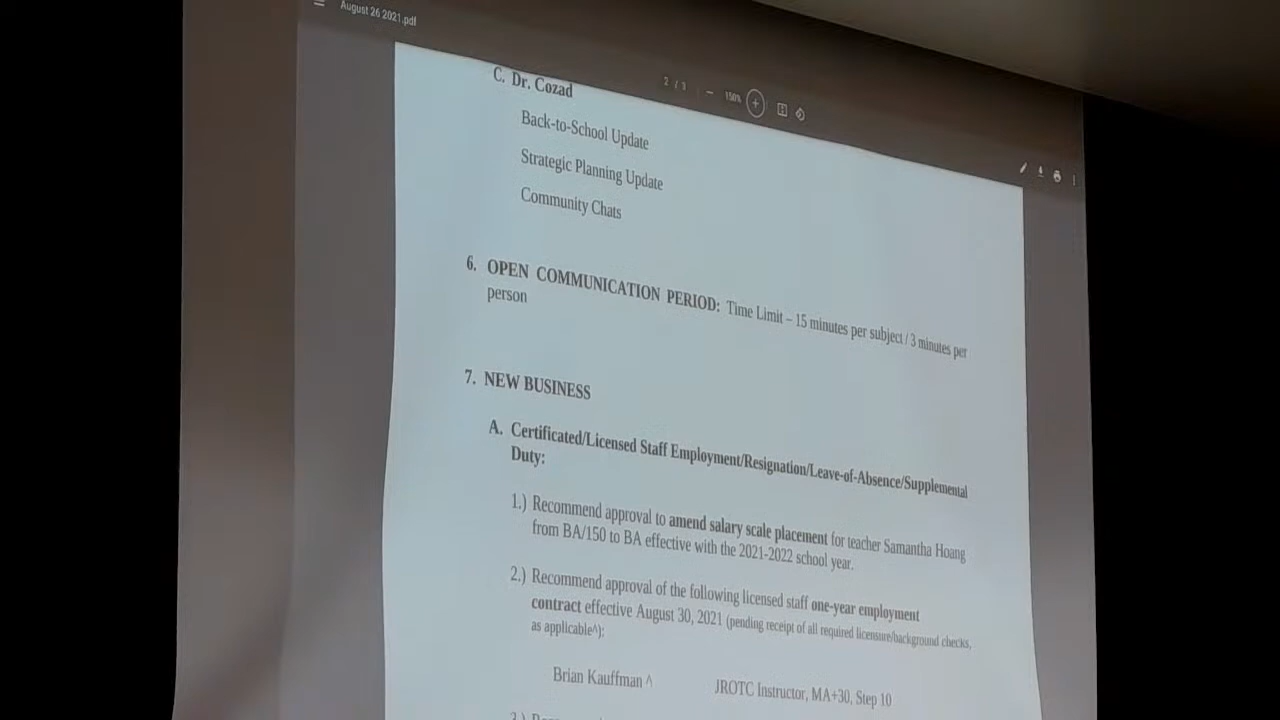 August 26 2021.pdf
2 / 3 − 150% +
C. Dr. Cozad
Back-to-School Update
Strategic Planning Update
Community Chats
6. OPEN COMMUNICATION PERIOD: Time Limit – 15 minutes per subject / 3 minutes per
person
7. NEW BUSINESS
A. Certificated/Licensed Staff Employment/Resignation/Leave-of-Absence/Supplemental
Duty:
1.) Recommend approval to amend salary scale placement for teacher Samantha Hoang
from BA/150 to BA effective with the 2021-2022 school year.
2.) Recommend approval of the following licensed staff one-year employment
contract effective August 30, 2021 (pending receipt of all required licensure/background checks,
as applicable^):
Brian Kauffman ^ JROTC Instructor, MA+30, Step 10